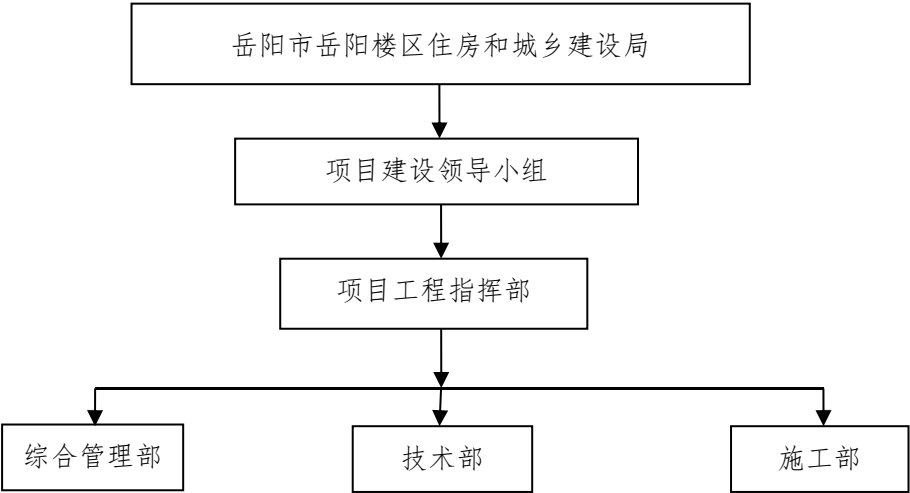 岳阳市岳阳楼区住房和城乡建设局
项目建设领导小组
项目工程指挥部
综合管理部
技术部
施工部